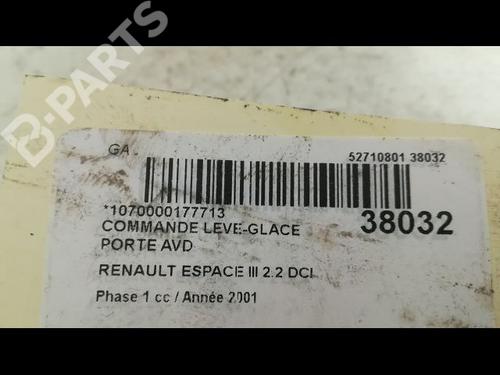 B-PARTS
GA
52710801 38032
*1070000177713
38032
COMMANDE LEVE-GLACE
PORTE AVD
RENAULT ESPACE III 2.2 DCI
Phase 1 cc / Année 2001